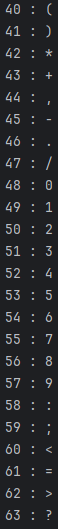 40 : (
41 : )
42 : *
43 : +
44 : ,
45 : -
46 : .
47 : /
48 : 0
49 : 1
50 : 2
51 : 3
52 : 4
53 : 5
54 : 6
55 : 7
56 : 8
57 : 9
58 : :
59 : ;
60 : <
61 : =
62 : >
63 : ?